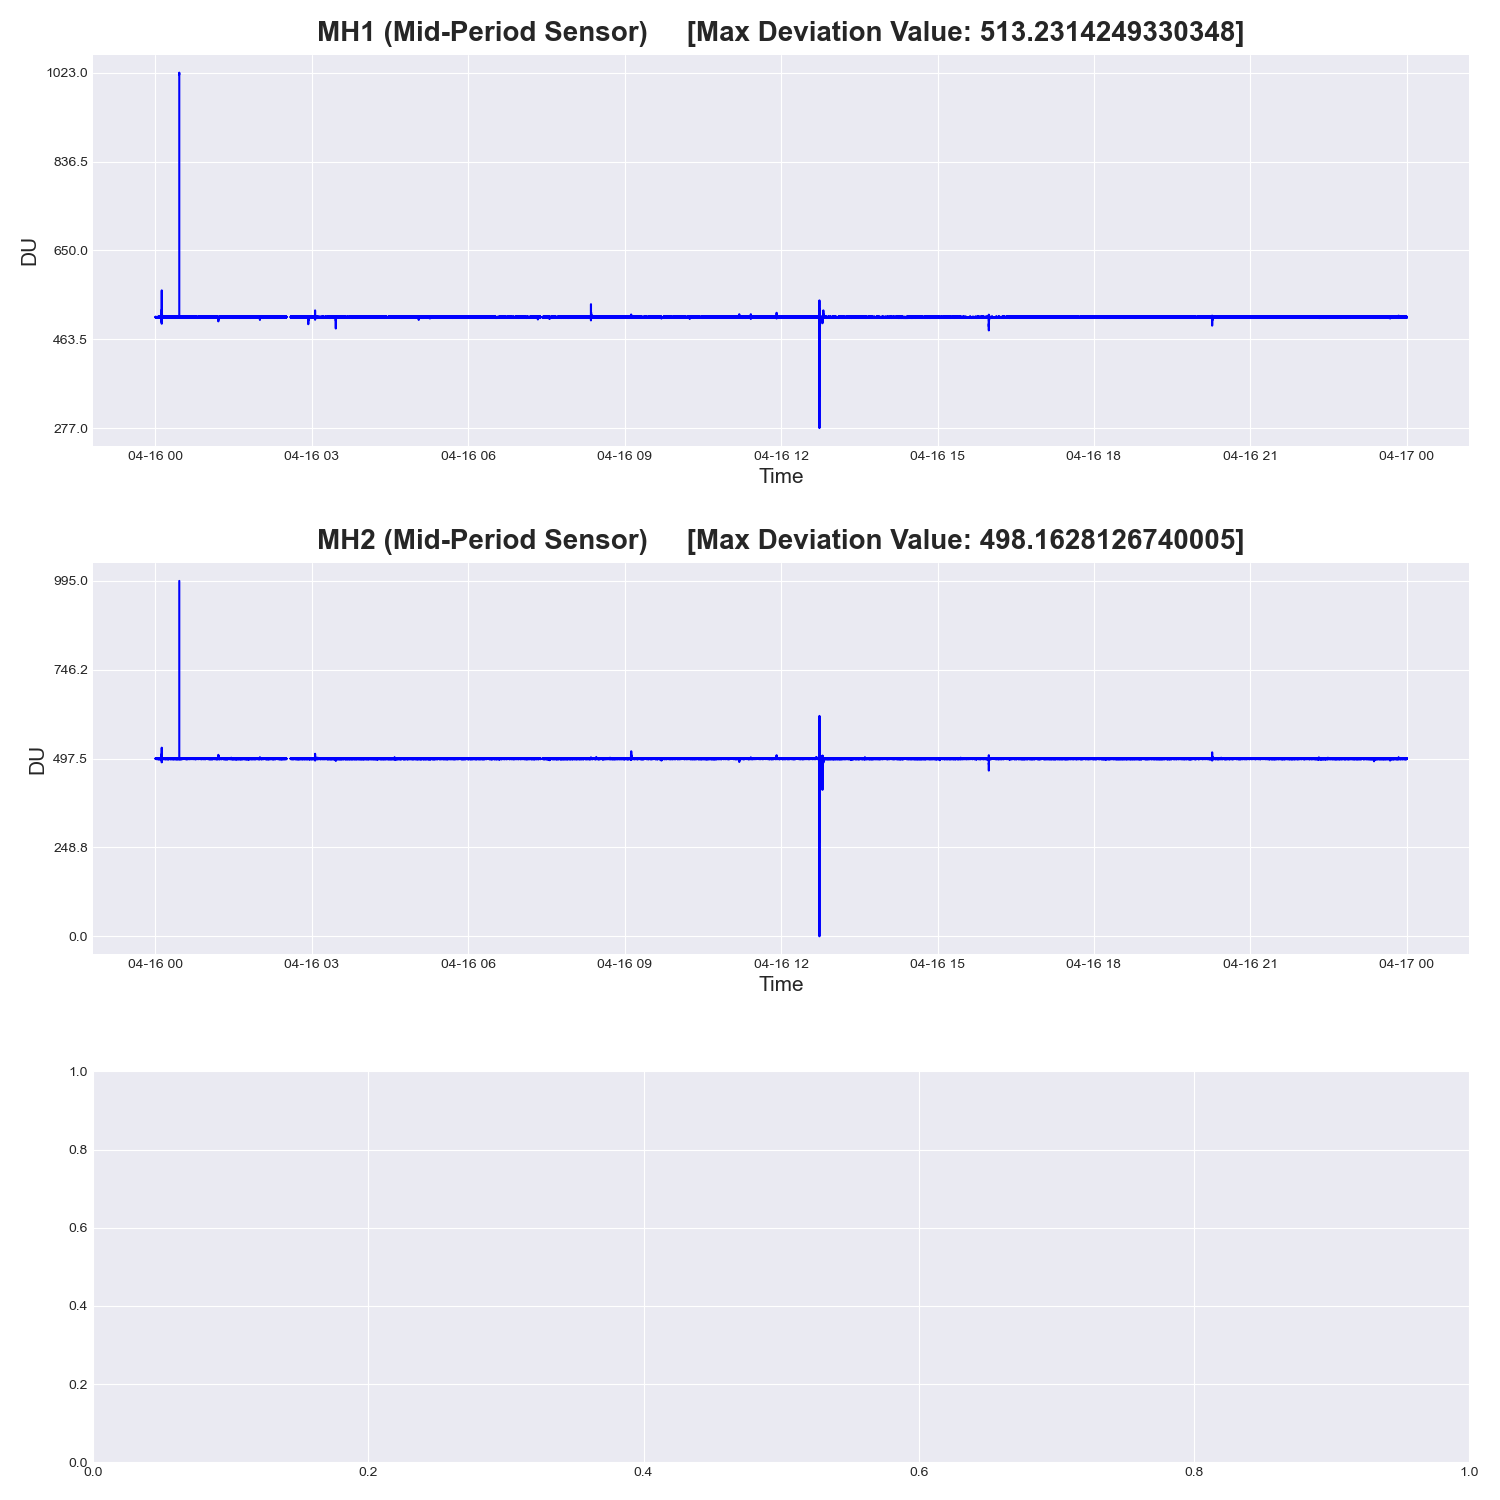 MH1 (Mid-Period Sensor) [Max Deviation Value: 513.2314249330348]
1023.0
836.5
650.0
463.5
277.0
DU
04-16 00 04-16 03 04-16 06 04-16 09 04-16 12 04-16 15 04-16 18 04-16 21 04-17 00
Time
MH2 (Mid-Period Sensor) [Max Deviation Value: 498.1628126740005]
995.0
746.2
497.5
248.8
0.0
DU
04-16 00 04-16 03 04-16 06 04-16 09 04-16 12 04-16 15 04-16 18 04-16 21 04-17 00
Time
1.0
0.8
0.6
0.4
0.2
0.0
0.0 0.2 0.4 0.6 0.8 1.0